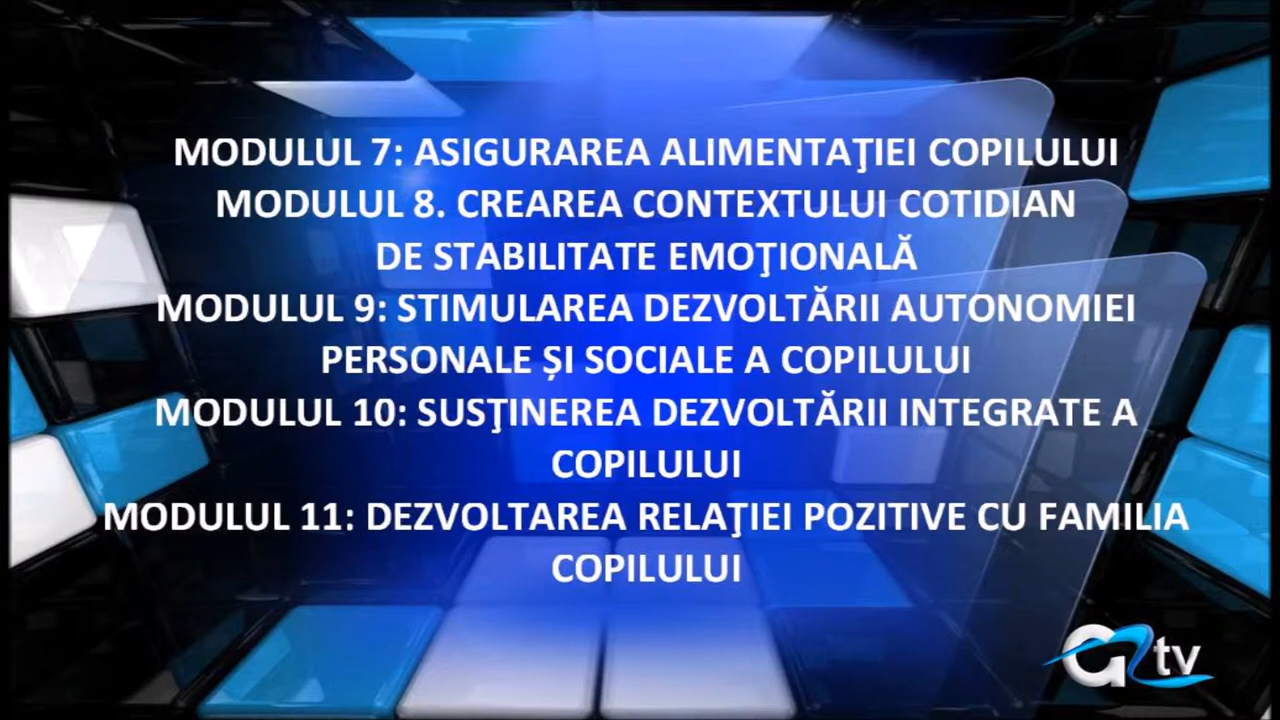 MODULUL 7: ASIGURAREA ALIMENTAŢIEI COPILULUI
MODULUL 8. CREAREA CONTEXTULUI COTIDIAN
DE STABILITATE EMOŢIONALĂ
MODULUL 9: STIMULAREA DEZVOLTĂRII AUTONOMIEI
PERSONALE ȘI SOCIALE A COPILULUI
MODULUL 10: SUSŢINEREA DEZVOLTĂRII INTEGRATE A
COPILULUI
MODULUL 11: DEZVOLTAREA RELAŢIEI POZITIVE CU FAMILIA
COPILULUI
tv